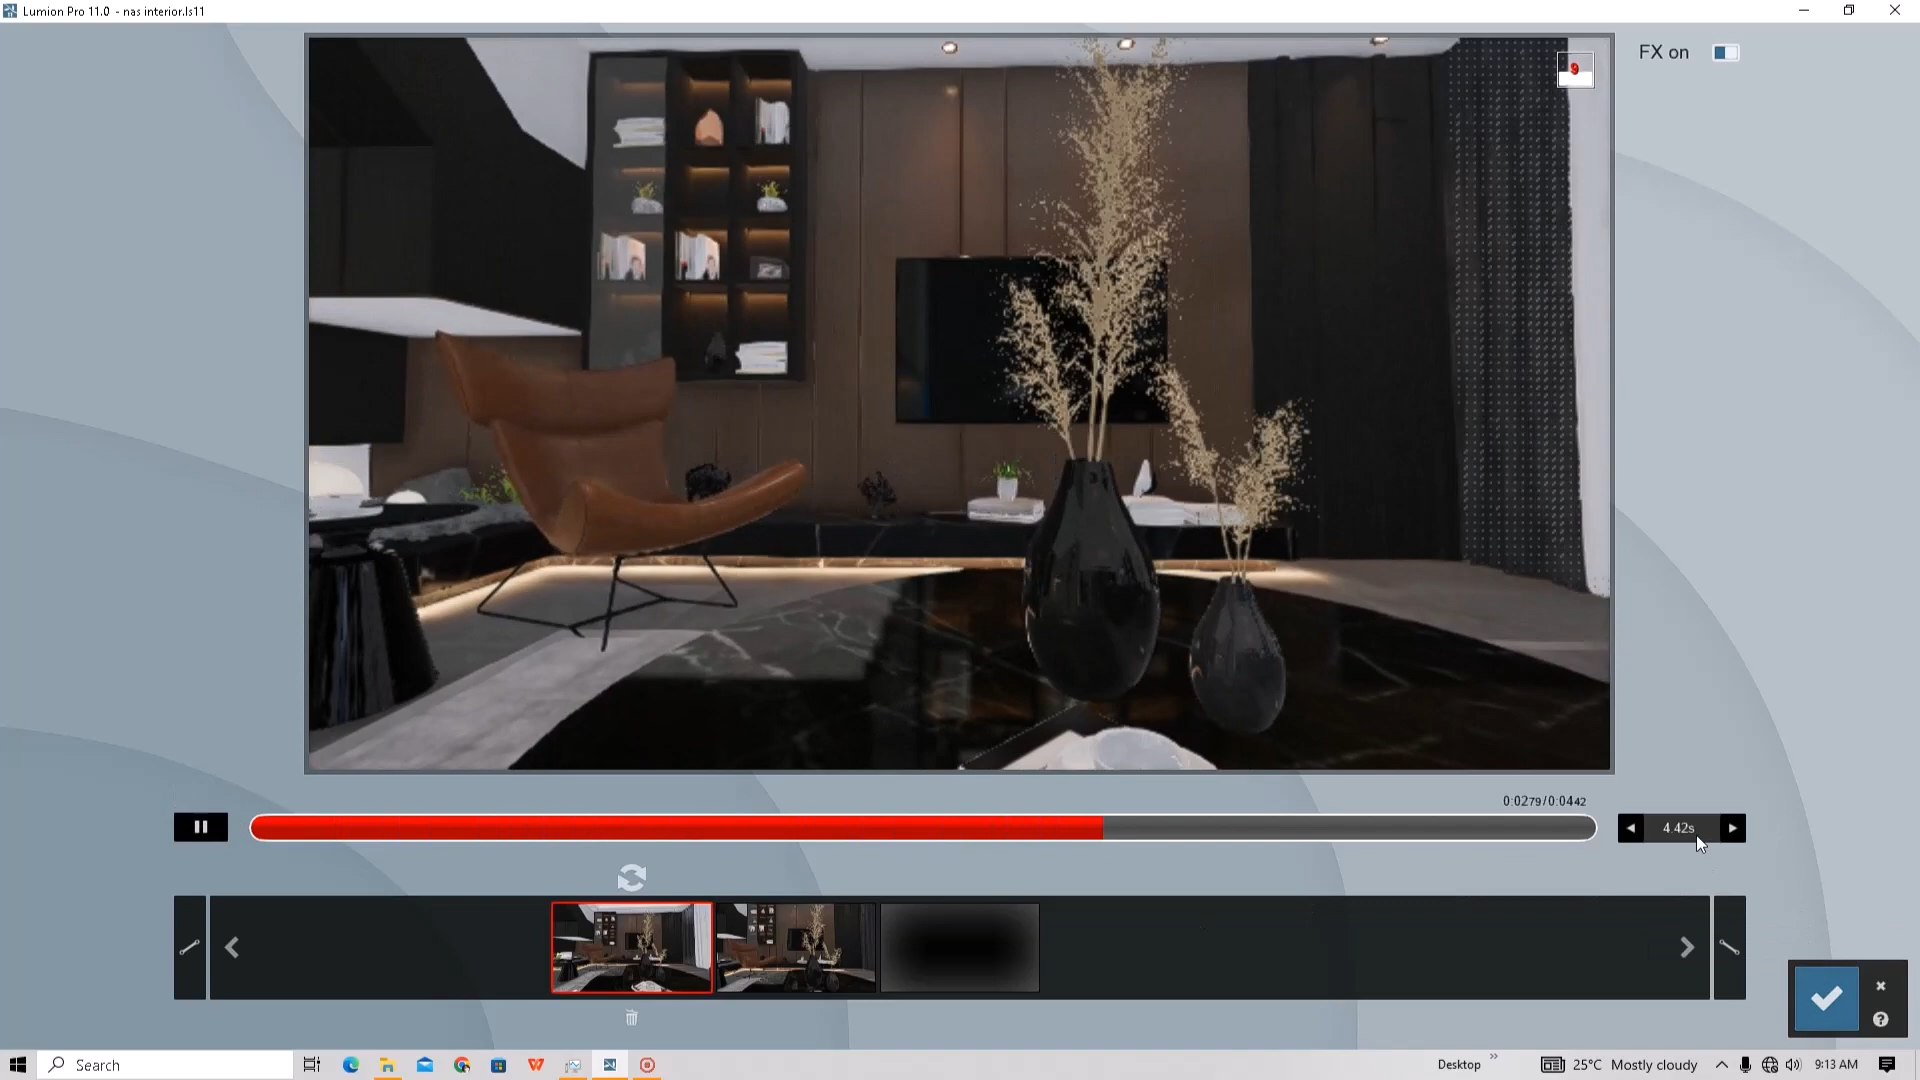 Lumion Pro 11.0 - nas interior.ls11
FX on
9
0:0279/0:0442
4.42s
Search
Desktop
25°C Mostly cloudy
9:13 AM